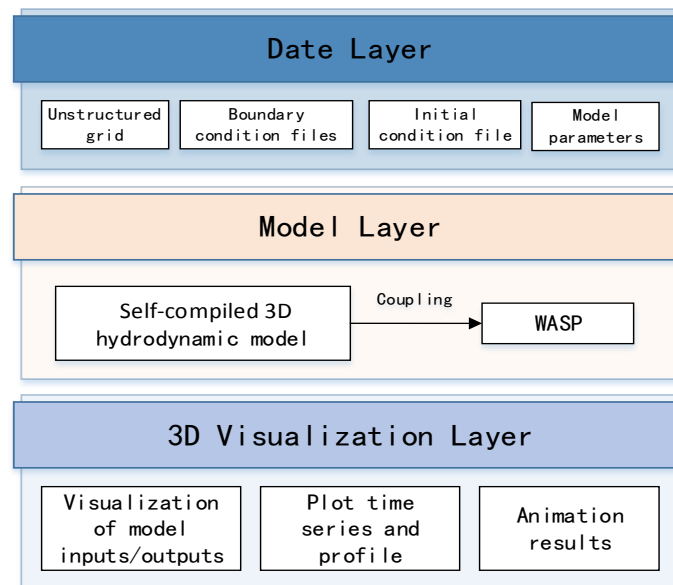 Date Layer
Unstructured
grid
Boundary
condition files
Initial
condition file
Model
parameters
Model Layer
Self-compiled 3D
hydrodynamic model
Coupling
WASP
3D Visualization Layer
Visualization
of model
inputs/outputs
Plot time
series and
profile
Animation
results